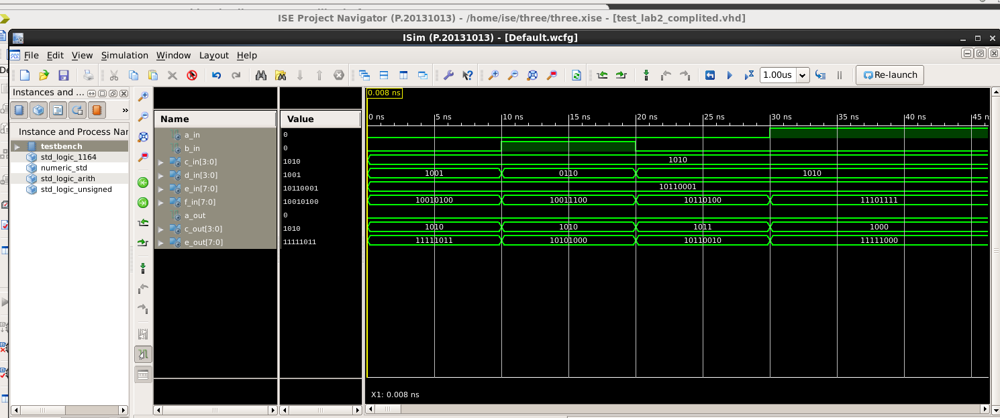 ISE Project Navigator (P.20131013) - /home/ise/three/three.xise - [test_lab2_complited.vhd]
ISim (P.20131013) - [Default.wcfg]
File Edit View Simulation Window Layout Help
1.00us Re-launch
Instances and ...
0.008 ns
Instance and Process Nar
testbench
std_logic_1164
numeric_std
std_logic_arith
std_logic_unsigned
Name Value
0 ns 5 ns 10 ns 15 ns 20 ns 25 ns 30 ns 35 ns 40 ns 45 n
a_in 0
b_in 0
c_in[3:0] 1010 1010
d_in[3:0] 1001 1001 0110 1010
e_in[7:0] 10110001 10110001
f_in[7:0] 10010100 10010100 10011100 10110100 11101111
a_out 0
c_out[3:0] 1010 1010 1010 1011 1000
e_out[7:0] 11111011 11111011 10101000 10110010 11111000
X1: 0.008 ns